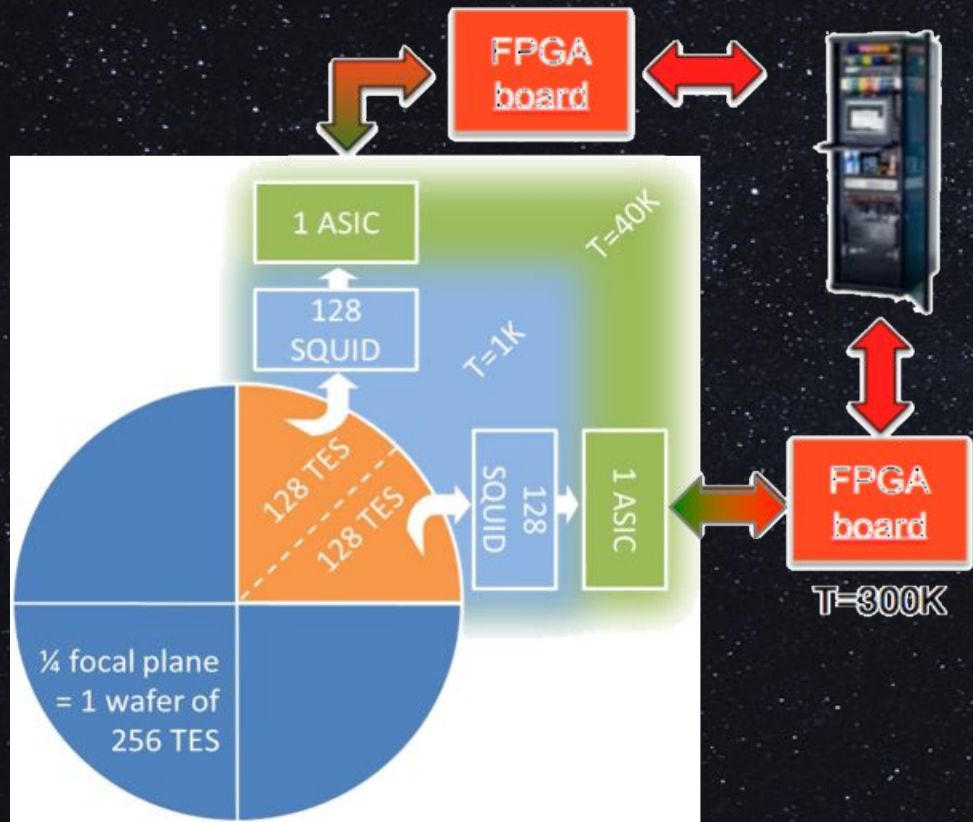 FPGA
board
1 ASIC
T=40K
128
SQUID
T=1K
128 TES
128 TES
128
SQUID
1 ASIC
FPGA
board
T=300K
¼ focal plane
= 1 wafer of
256 TES